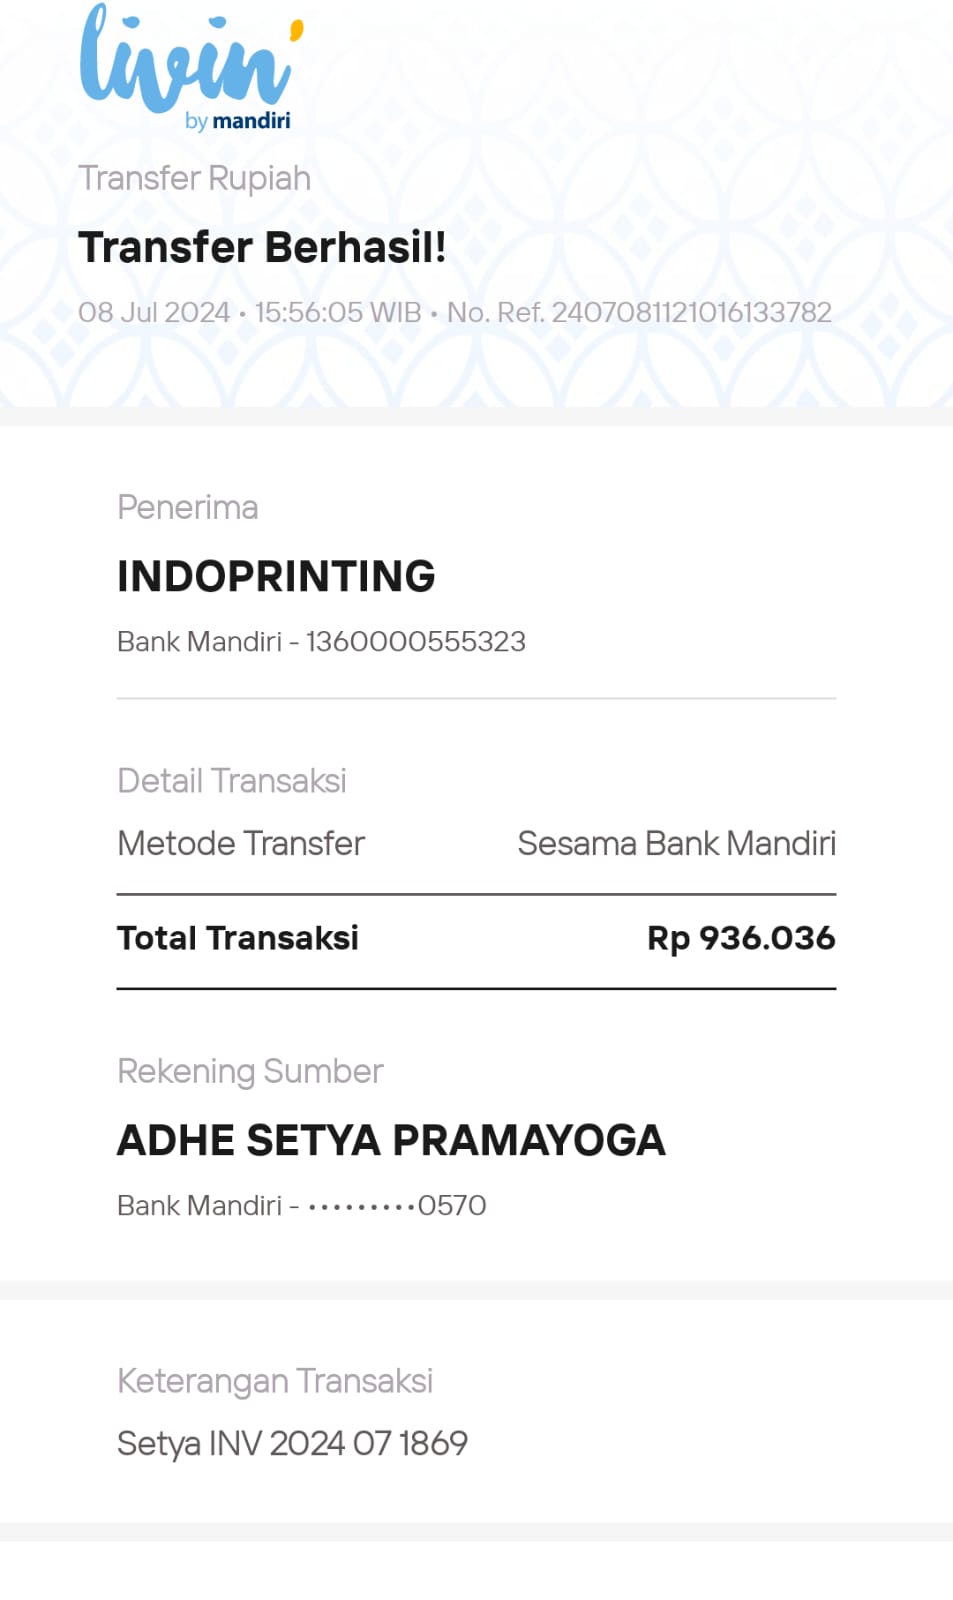 livin'
by mandiri
Transfer Rupiah
Transfer Berhasil!
08 Jul 2024 • 15:56:05 WIB • No. Ref. 2407081121016133782
Penerima
INDOPRINTING
Bank Mandiri - 1360000555323
Detail Transaksi
Metode Transfer Sesama Bank Mandiri
Total Transaksi Rp 936.036
Rekening Sumber
ADHE SETYA PRAMAYOGA
Bank Mandiri - •••••••••0570
Keterangan Transaksi
Setya INV 2024 07 1869